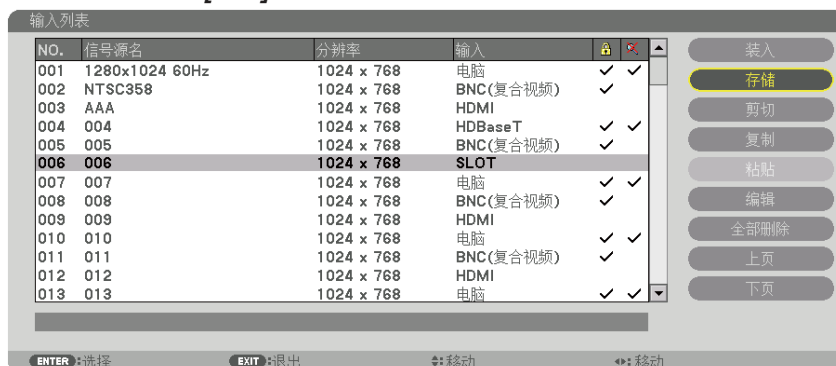 输入列表
NO. 信号源名 分辨率 输入
001 1280x1024 60Hz 1024 x 768 电脑 ✓ ✓
002 NTSC358 1024 x 768 BNC(复合视频) ✓
003 AAA 1024 x 768 HDMI
004 004 1024 x 768 HDBaseT ✓ ✓
005 005 1024 x 768 BNC(复合视频) ✓
006 006 1024 x 768 SLOT
007 007 1024 x 768 电脑 ✓ ✓
008 008 1024 x 768 BNC(复合视频) ✓
009 009 1024 x 768 HDMI
010 010 1024 x 768 电脑 ✓ ✓
011 011 1024 x 768 BNC(复合视频) ✓
012 012 1024 x 768 HDMI
013 013 1024 x 768 电脑 ✓ ✓
装入
存储
剪切
复制
粘贴
编辑
全部删除
上页
下页
ENTER:选择 EXIT:退出 :移动 :移动